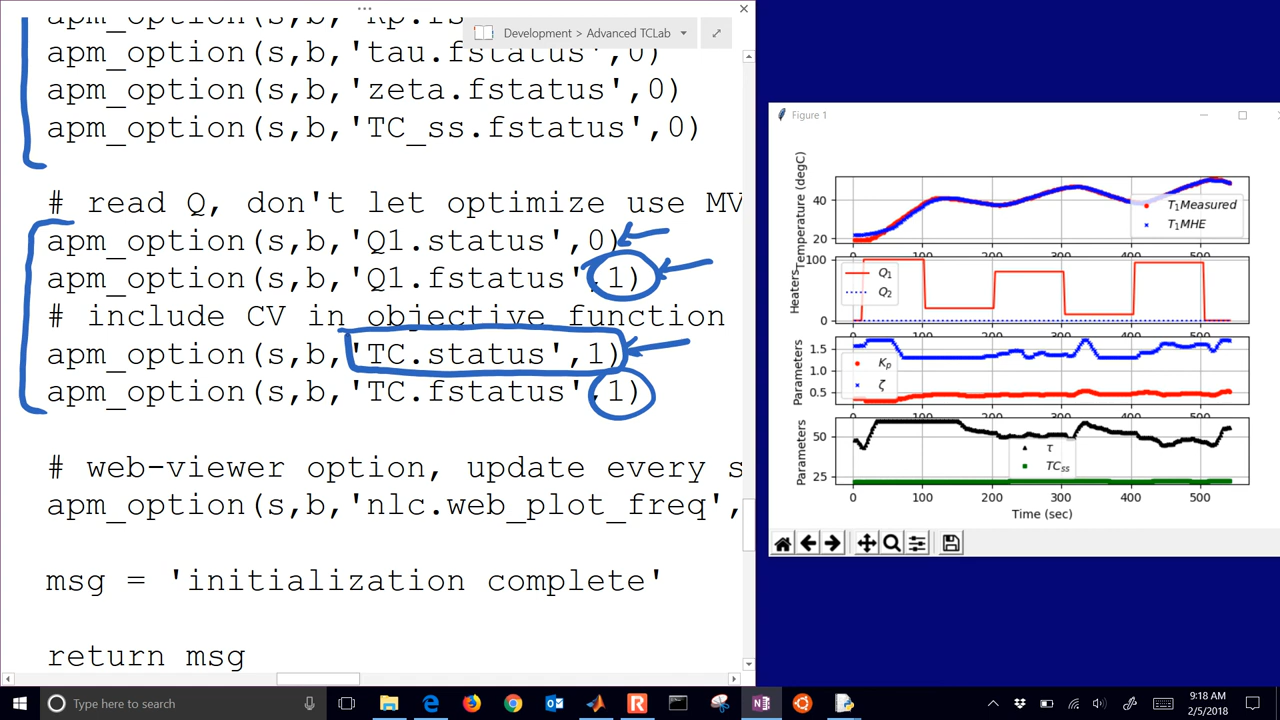 apm_option(s,b,'Kp.fs
Development > Advanced TCLab
apm_option(s,b,'tau.fstatus',0)
apm_option(s,b,'zeta.fstatus',0)
apm_option(s,b,'TC_ss.fstatus',0)
# read Q, don't let optimize use MV
apm_option(s,b,'Q1.status',0)
apm_option(s,b,'Q1.fstatus',1)
# include CV in objective function
apm_option(s,b,'TC.status',1)
apm_option(s,b,'TC.fstatus',1)
# web-viewer option, update every s
apm_option(s,b,'nlc.web_plot_freq',
msg = 'initialization complete'
return msg
Figure 1
Temperature (degC)
40
20
T1Measured
T1MHE
Heaters
100
0
Q1
Q2
Parameters
1.5
1.0
0.5
Kp
ζ
Parameters
50
25
τ
TCss
0 100 200 300 400 500
Time (sec)
Type here to search
9:18 AM
2/5/2018